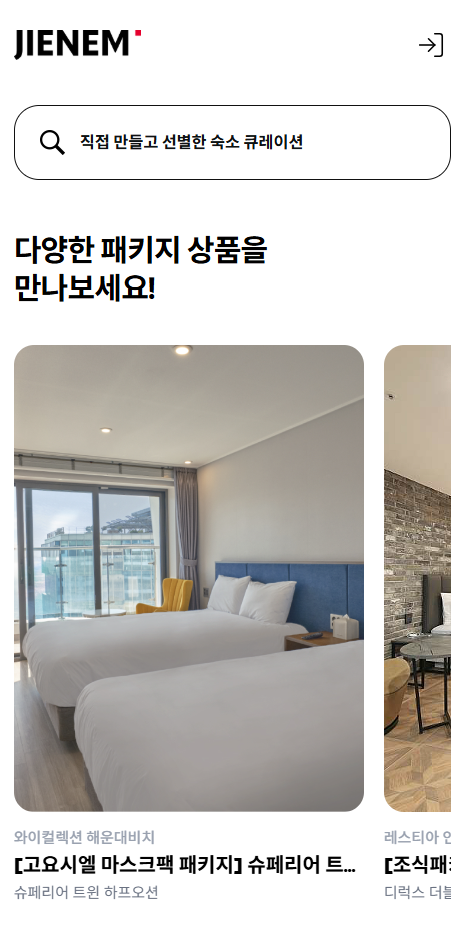 JIENEM
직접 만들고 선별한 숙소 큐레이션
다양한 패키지 상품을
만나보세요!
와이컬렉션 해운대비치
[고요시엘 마스크팩 패키지] 슈페리어 트...
슈페리어 트윈 하프오션
레스티아
[조식패
디럭스 더블